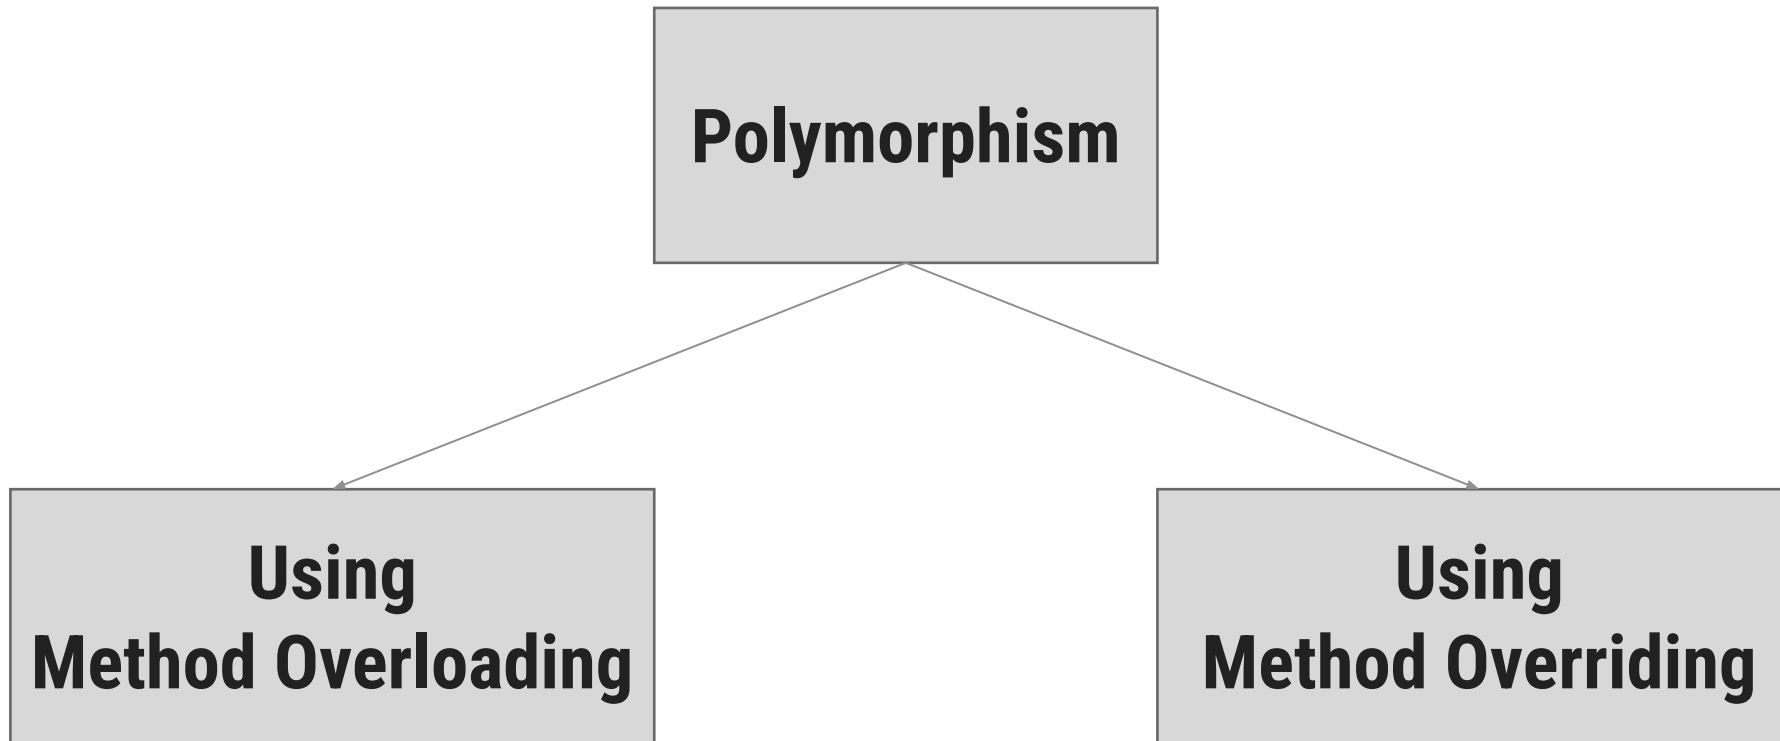 Polymorphism
Using
Method Overloading
Using
Method Overriding